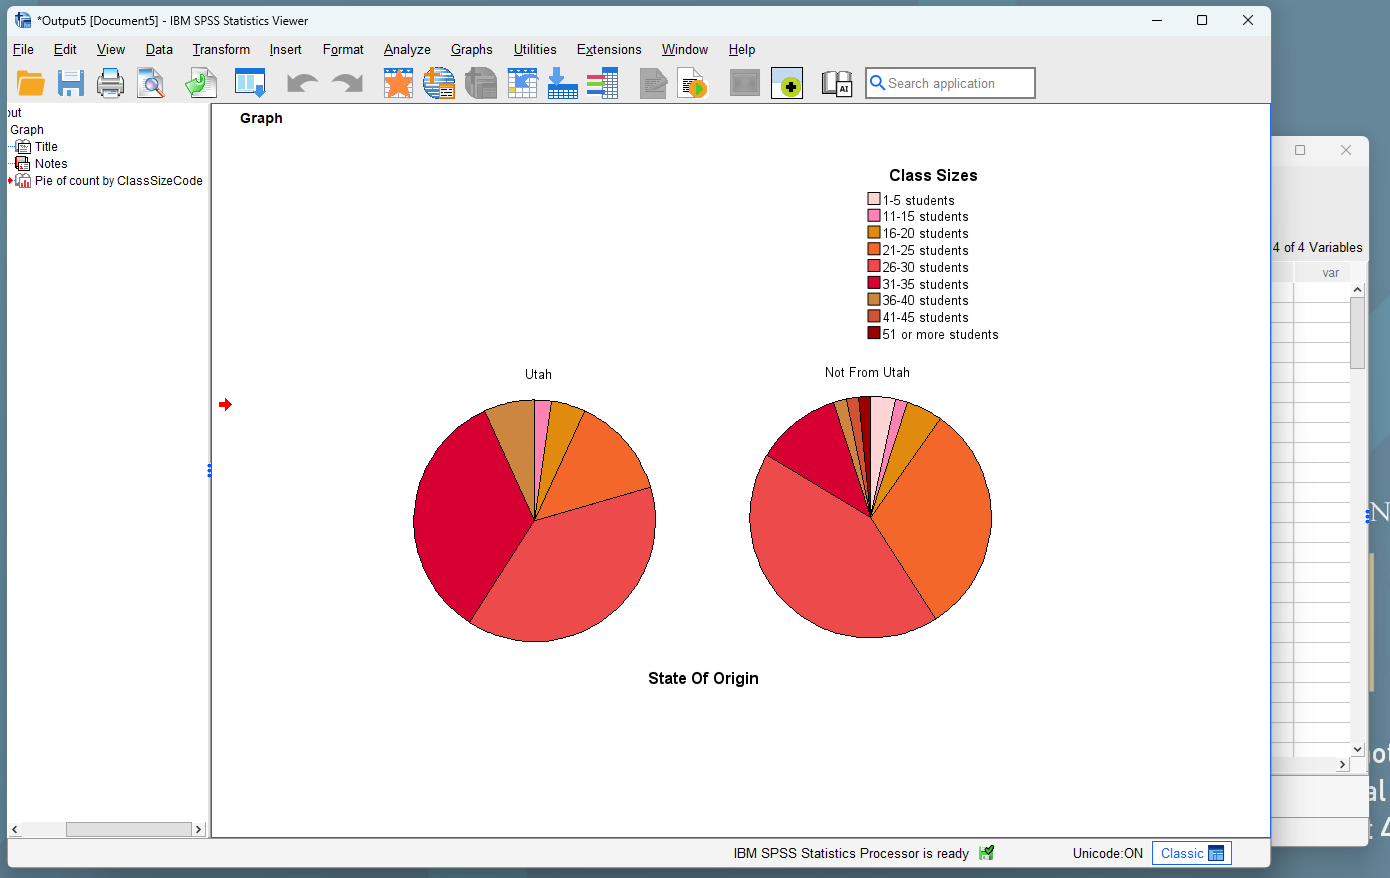 *Output5 [Document5] - IBM SPSS Statistics Viewer
File Edit View Data Transform Insert Format Analyze Graphs Utilities Extensions Window Help
AI
Search application
Graph
Title
Notes
Pie of count by ClassSizeCode
Graph
Class Sizes
1-5 students
11-15 students
16-20 students
21-25 students
26-30 students
31-35 students
36-40 students
41-45 students
51 or more students
Utah
Not From Utah
State Of Origin
4 of 4 Variables
var
N
IBM SPSS Statistics Processor is ready
Unicode:ON
Classic